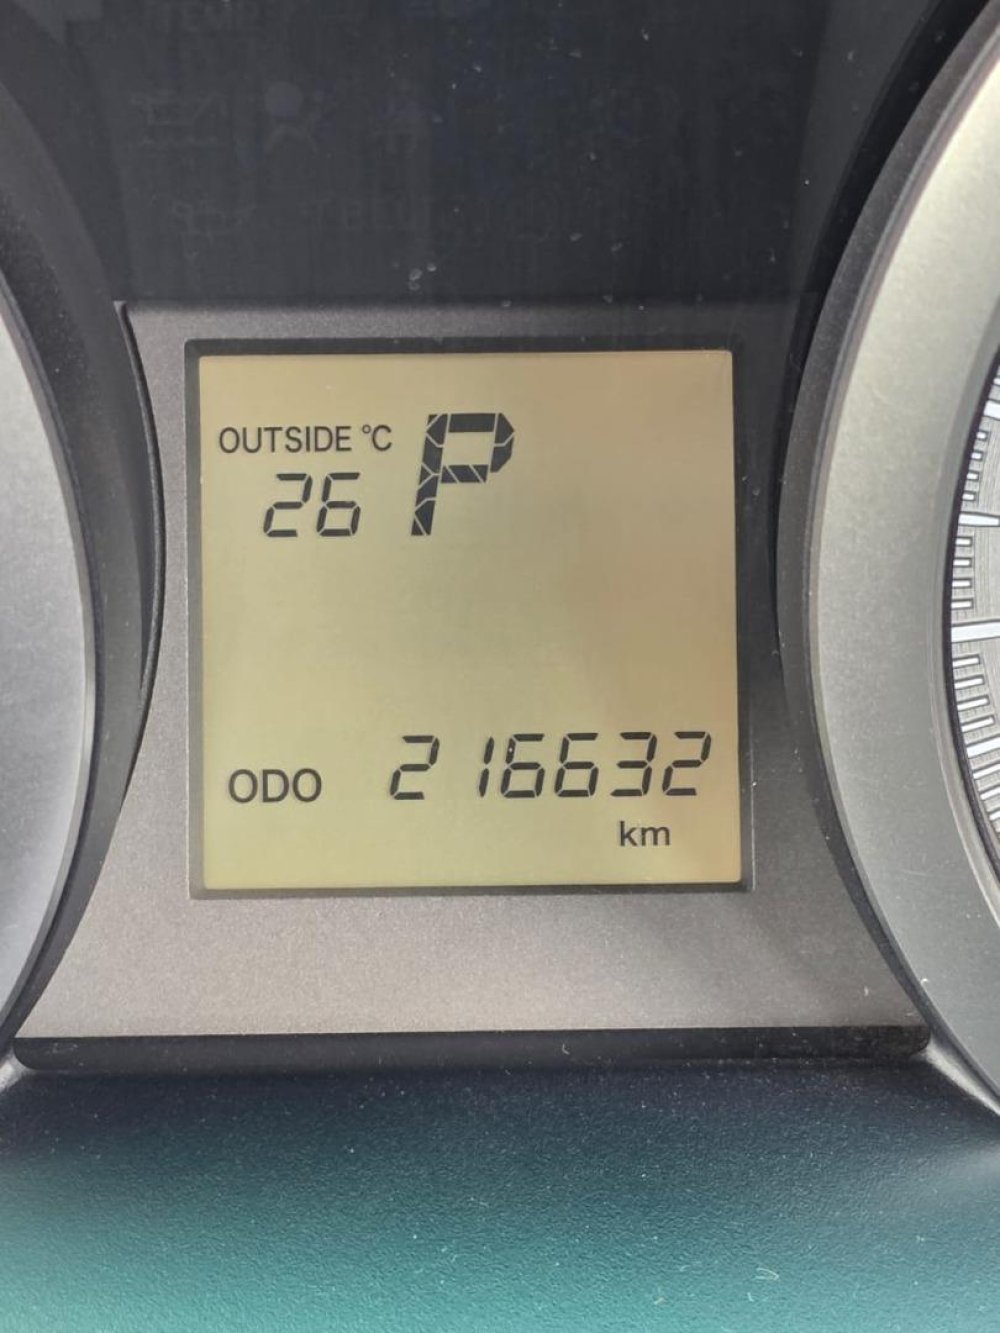 OUTSIDE °C P
26
ODO 216632
km